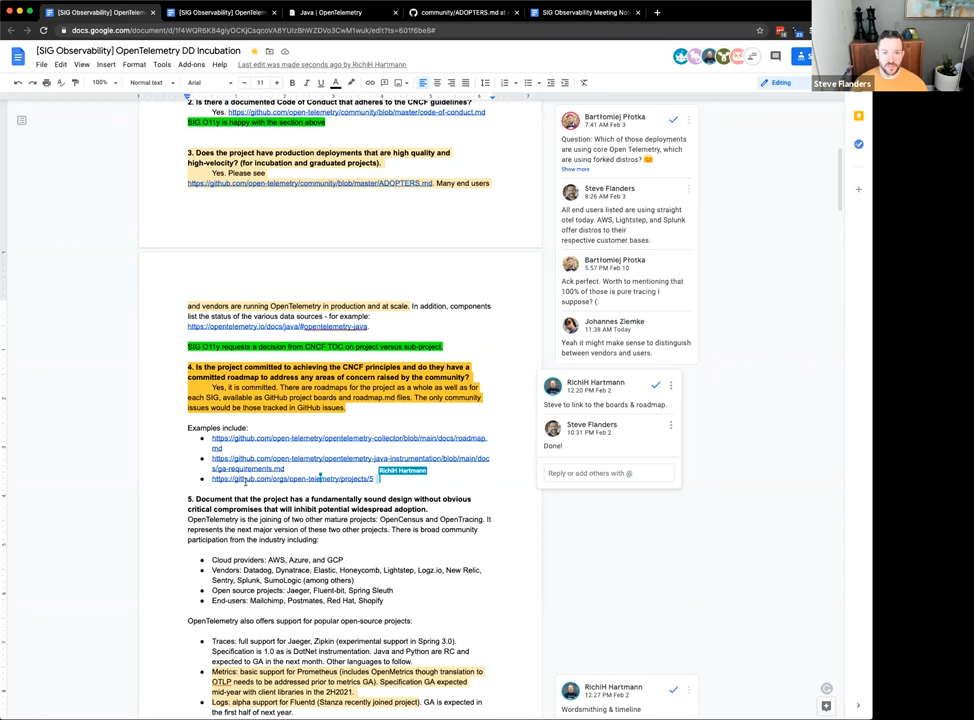 [SIG Observability] OpenTelemetry DD Incubation
[SIG Observability] OpenTelem
Java | OpenTelemetry
community/ADOPTERS.md at
SIG Observability Meeting No
[SIG Observability] OpenTelemetry DD Incubation
File Edit View Insert Format Tools Add-ons Help
Last edit was made seconds ago by RichiH Hartmann
100%
Normal text
Arial
11
Editing
Steve Flanders
2. Is there a documented Code of Conduct that adheres to the CNCF guidelines?
Yes. https://github.com/open-telemetry/community/blob/master/code-of-conduct.md
SIG O11y is happy with the section above
3. Does the project have production deployments that are high quality and
high-velocity? (for incubation and graduated projects).
Yes. Please see
https://github.com/open-telemetry/community/blob/master/ADOPTERS.md. Many end users
and vendors are running OpenTelemetry in production and at scale. In addition, components
list the status of the various data sources - for example:
https://opentelemetry.io/docs/java/#opentelemetry-java.
SIG O11y requests a decision from CNCF TOC on project versus sub-project.
4. Is the project committed to achieving the CNCF principles and do they have a
committed roadmap to address any areas of concern raised by the community?
Yes, it is committed. There are roadmaps for the project as a whole as well as for
each SIG, available as GitHub project boards and roadmap.md files. The only community
issues would be those tracked in GitHub issues.
Examples include:
https://github.com/open-telemetry/opentelemetry-collector/blob/main/docs/roadmap.
md
https://github.com/open-telemetry/opentelemetry-java-instrumentation/blob/main/doc
s/ga-requirements.md
RichiH Hartmann
https://github.com/orgs/open-telemetry/projects/5
5. Document that the project has a fundamentally sound design without obvious
critical compromises that will inhibit potential widespread adoption.
OpenTelemetry is the joining of two other mature projects: OpenCensus and OpenTracing. It
represents the next major version of these two other projects. There is broad community
participation from the industry including:
Cloud providers: AWS, Azure, and GCP
Vendors: Datadog, Dynatrace, Elastic, Honeycomb, Lightstep, Logz.io, New Relic,
Sentry, Splunk, SumoLogic (among others)
Open source projects: Jaeger, Fluent-bit, Spring Sleuth
End-users: Mailchimp, Postmates, Red Hat, Shopify
OpenTelemetry also offers support for popular open-source projects:
Traces: full support for Jaeger, Zipkin (experimental support in Spring 3.0).
Specification is 1.0 as is DotNet instrumentation. Java and Python are RC and
expected to GA in the next month. Other languages to follow.
Metrics: basic support for Prometheus (includes OpenMetrics though translation to
OTLP needs to be addressed prior to metrics GA). Specification GA expected
mid-year with client libraries in the 2H2021.
Logs: alpha support for Fluentd (Stanza recently joined project). GA is expected in
the first half of next year.
Bartłomiej Płotka
7:41 AM Feb 3
Question: Which of those deployments
are using core Open Telemetry, which
are using forked distros?
Show more
Steve Flanders
8:26 AM Feb 3
All end users listed are using straight
otel today. AWS, Lightstep, and Splunk
offer distros to their
respective customer bases.
Bartłomiej Płotka
5:57 PM Feb 10
Ack perfect. Worth to mentioning that
100% of those is pure tracing I
suppose? (:
Johannes Ziemke
11:38 AM Today
Yeah it might make sense to distinguish
between vendors and users.
RichiH Hartmann
12:20 PM Feb 2
Steve to link to the boards & roadmap.
Steve Flanders
10:31 PM Feb 2
Done!
Reply or add others with @
RichiH Hartmann
12:27 PM Feb 2
Wordsmithing & timeline